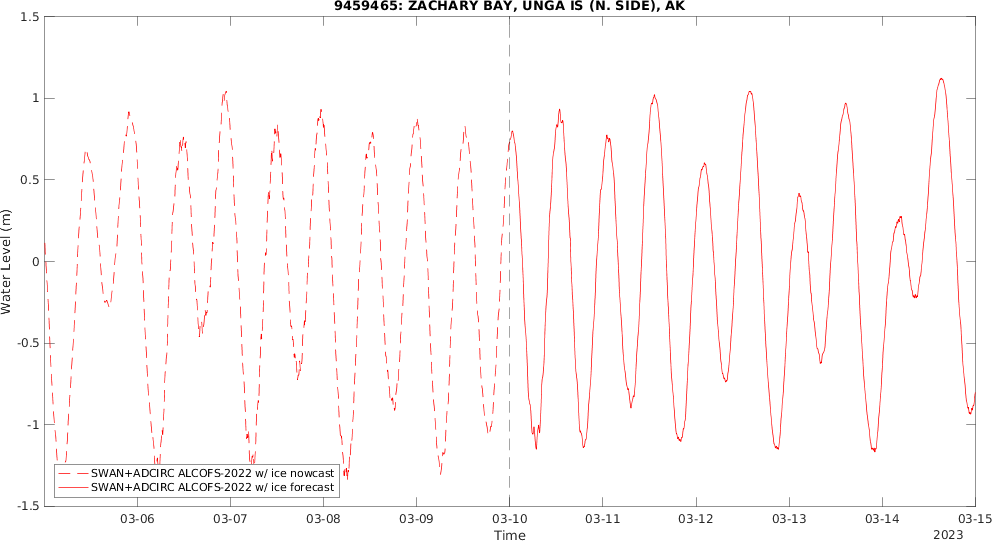 9459465: ZACHARY BAY, UNGA IS (N. SIDE), AK
1.5
1
0.5
0
-0.5
-1
-1.5
Water Level (m)
SWAN+ADCIRC ALCOFS-2022 w/ ice nowcast
SWAN+ADCIRC ALCOFS-2022 w/ ice forecast
03-06 03-07 03-08 03-09 03-10 03-11 03-12 03-13 03-14 03-15
Time
2023